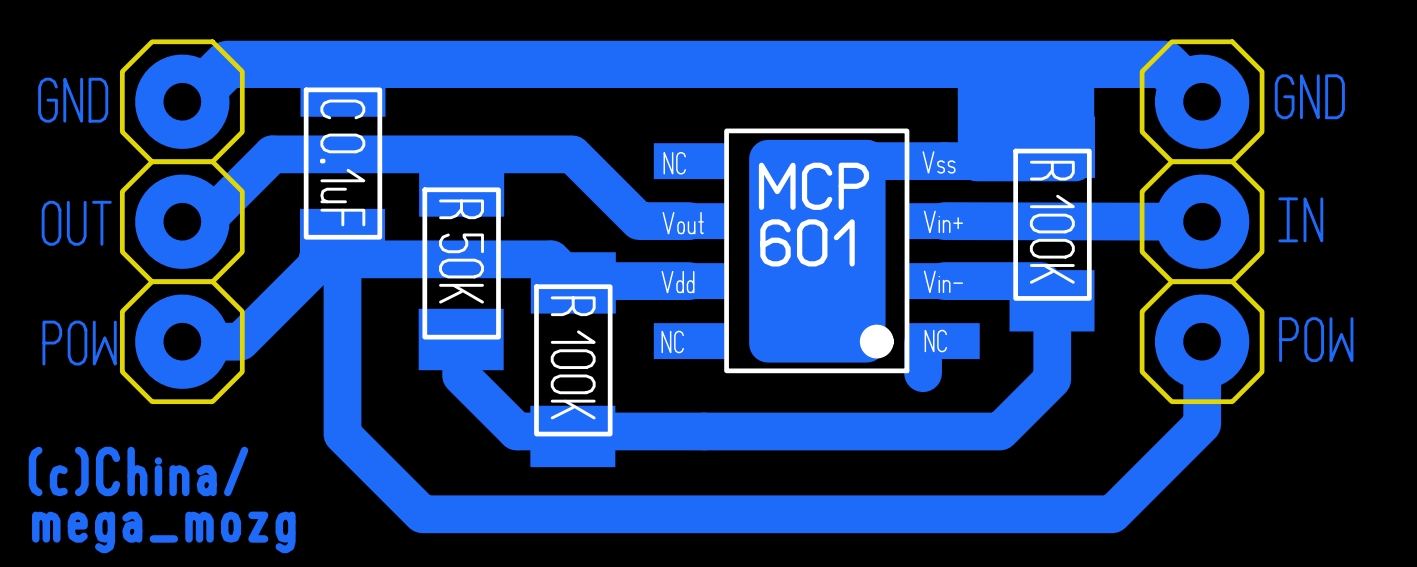 GND
OUT
POW
C 0.1uF
R 50K
R 100K
NC
Vout
Vdd
NC
MCP
601
Vss
Vin+
Vin-
NC
R 100K
GND
IN
POW
(c)China/
mega_mozg